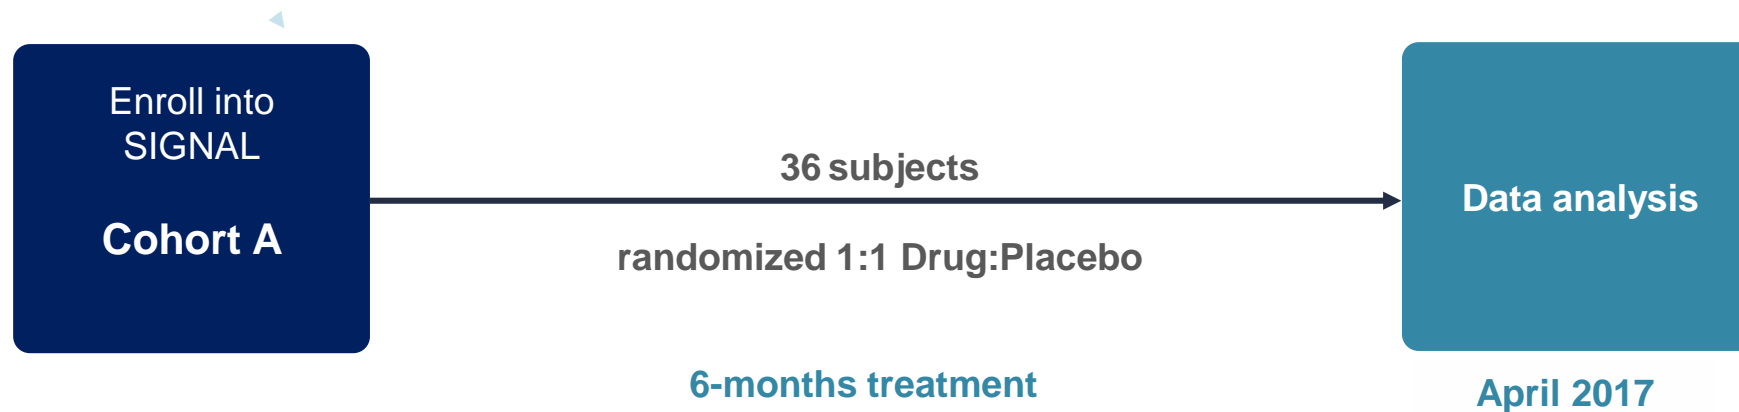 Enroll into
SIGNAL
Cohort A
36 subjects
randomized 1:1 Drug:Placebo
6-months treatment
Data analysis
April 2017